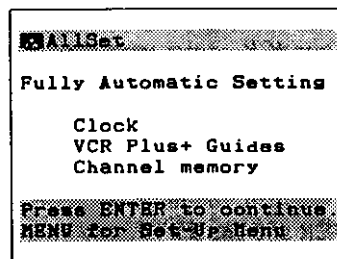 AllSet
Fully Automatic Setting
Clock
VCR Plus+ Guides
Channel memory
Press ENTER to continue.
MENU for Set-Up Menu